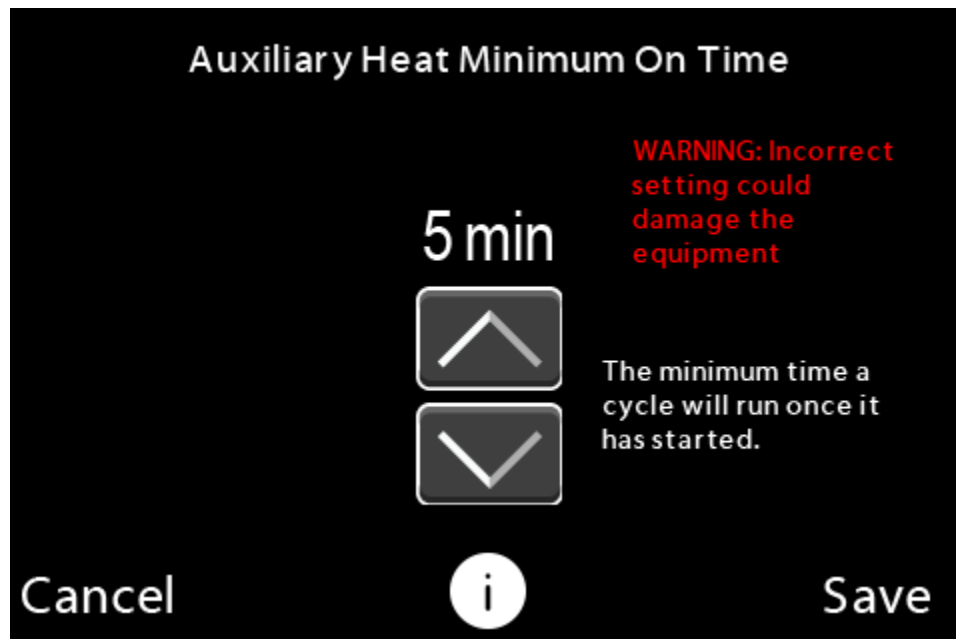 Auxiliary Heat Minimum On Time
WARNING: Incorrect
setting could
damage the
equipment
5 min
The minimum time a
cycle will run once it
has started.
Cancel
i
Save